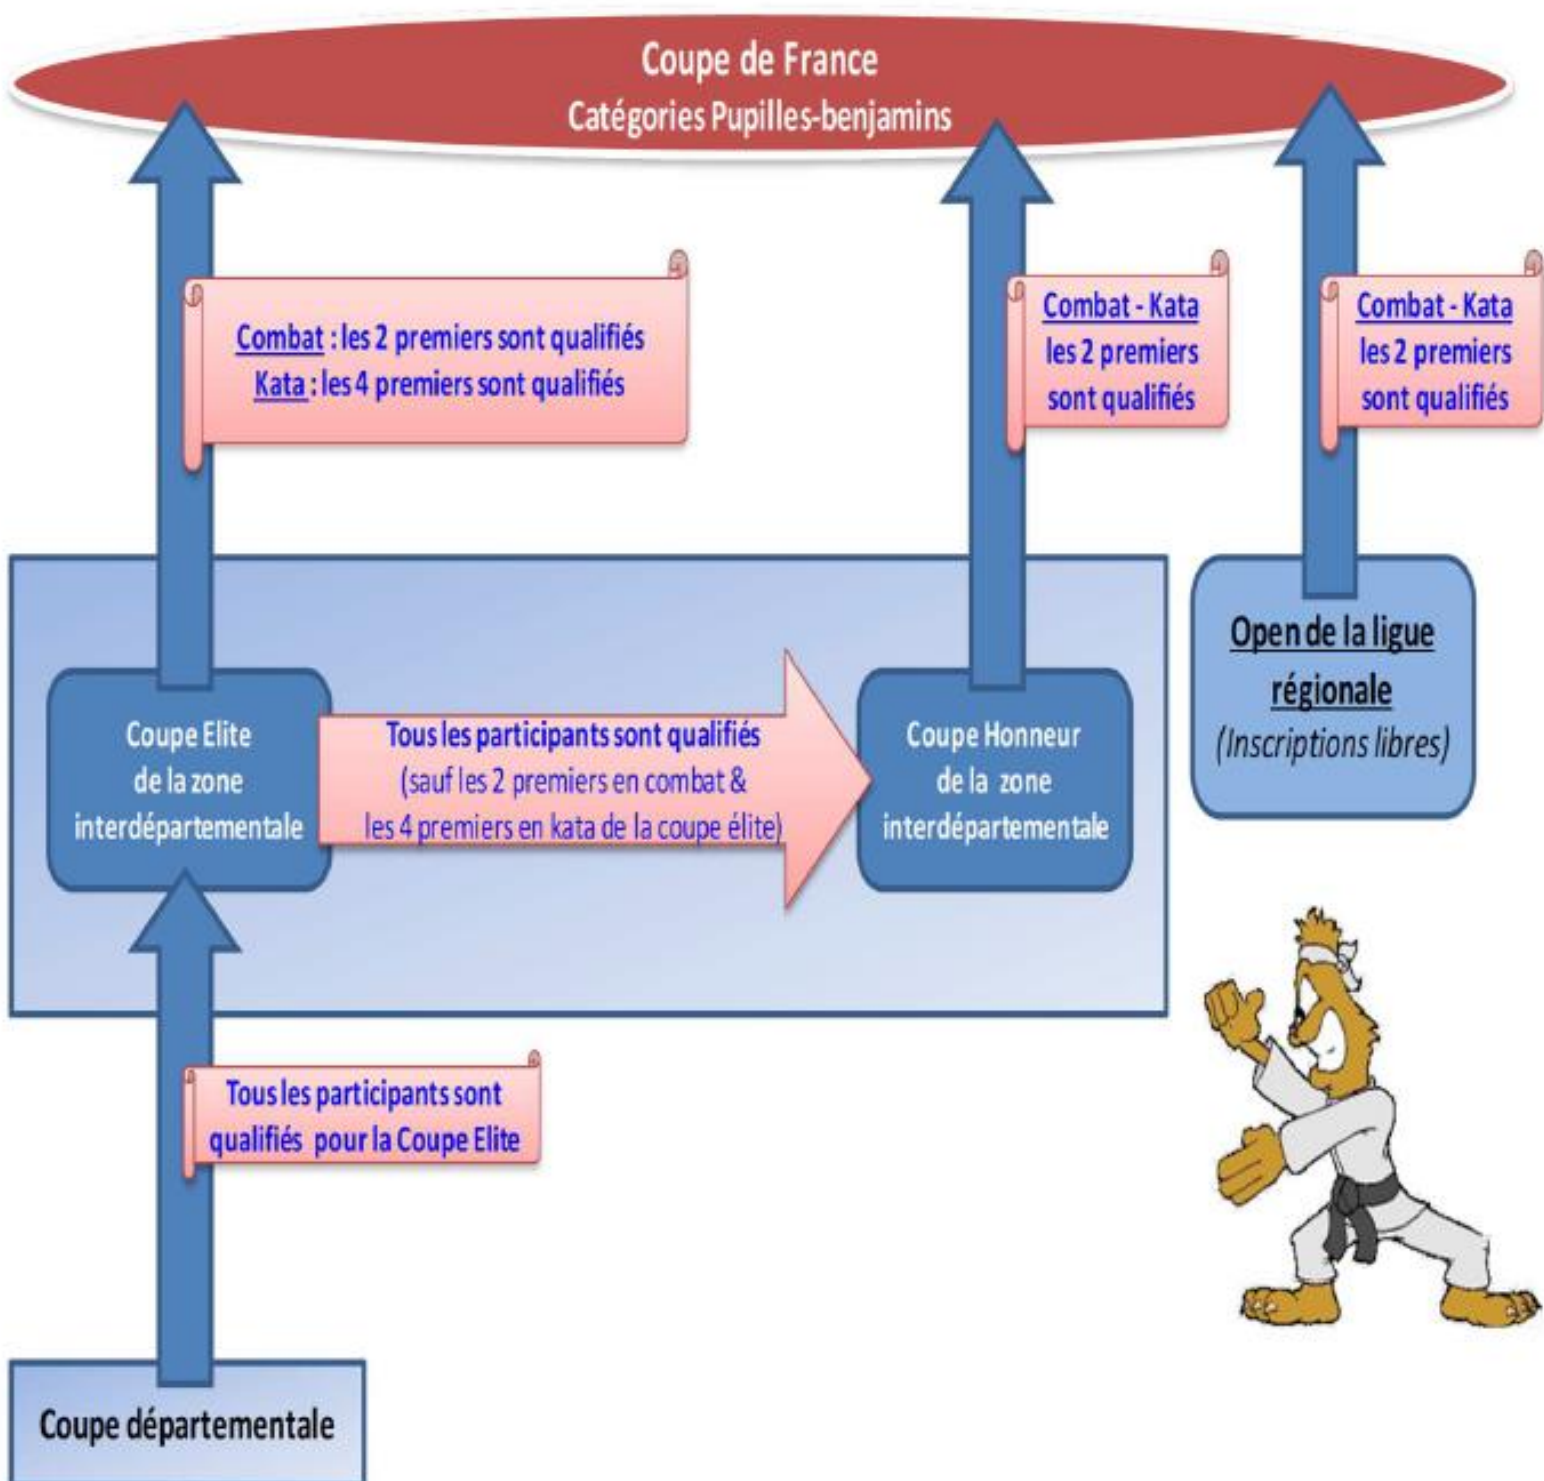 Coupe de France
Catégories Pupilles-benjamins
Combat : les 2 premiers sont qualifiés
Kata : les 4 premiers sont qualifiés
Combat - Kata
les 2 premiers
sont qualifiés
Combat - Kata
les 2 premiers
sont qualifiés
Coupe Elite
de la zone
interdépartementale
Tous les participants sont qualifiés
(sauf les 2 premiers en combat &
les 4 premiers en kata de la coupe élite)
Coupe Honneur
de la zone
interdépartementale
Open de la ligue
régionale
(Inscriptions libres)
Tous les participants sont
qualifiés pour la Coupe Elite
Coupe départementale